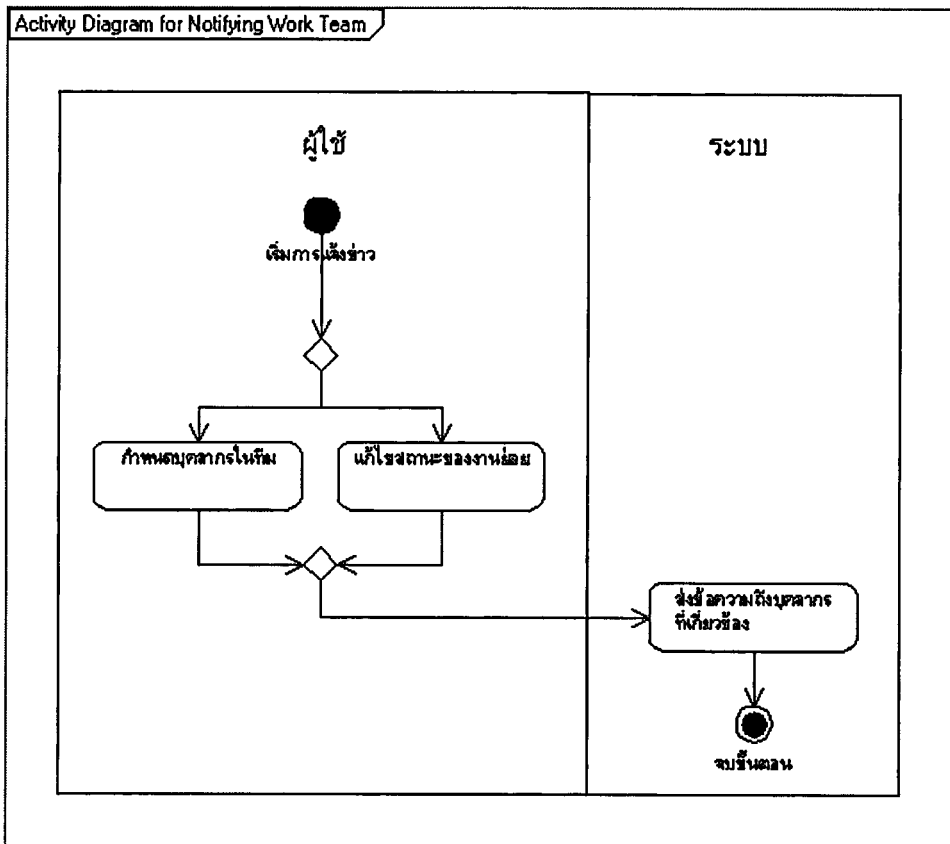 Activity Diagram for Notifying Work Team
ผู้ใช้
ระบบ
เริ่มการแจ้งข่าว
กำหนดบุคลากรในทีม
แก้ไขสถานะของงานย่อย
ส่งข้อความถึงบุคลากร
ที่เกี่ยวข้อง
จบขั้นตอน